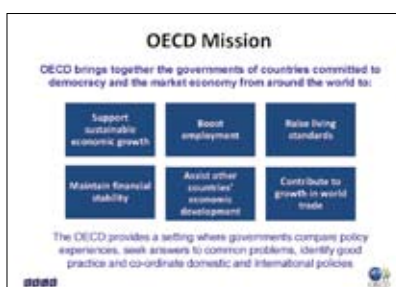 OECD Mission
OECD brings together the governments of countries committed to
democracy and the market economy from around the world to:
Support
sustainable
economic growth
Boost
employment
Raise living
standards
Maintain financial
stability
Assist other
countries'
economic
development
Contribute to
growth in world
trade
The OECD provides a setting where governments compare policy
experiences, seek answers to common problems, identify good
practice and co-ordinate domestic and international policies
OECD